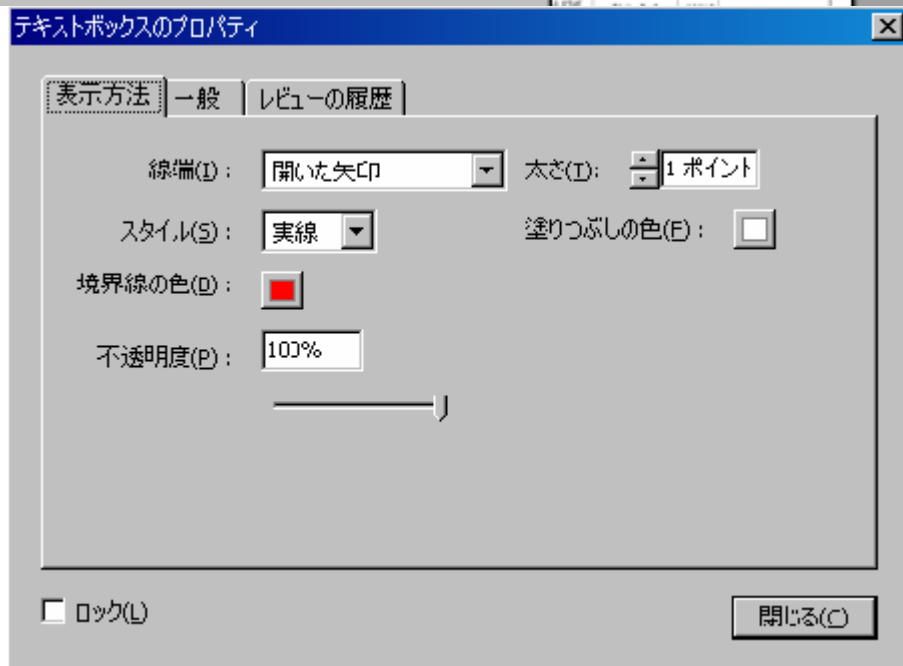 テキストボックスのプロパティ
表示方法 一般 レビューの履歴
線端(I): 開いた矢印 太さ(T): 1 ポイント
スタイル(S): 実線 塗りつぶしの色(F):
境界線の色(D):
不透明度(P): 100%
ロック(L) 閉じる(C)